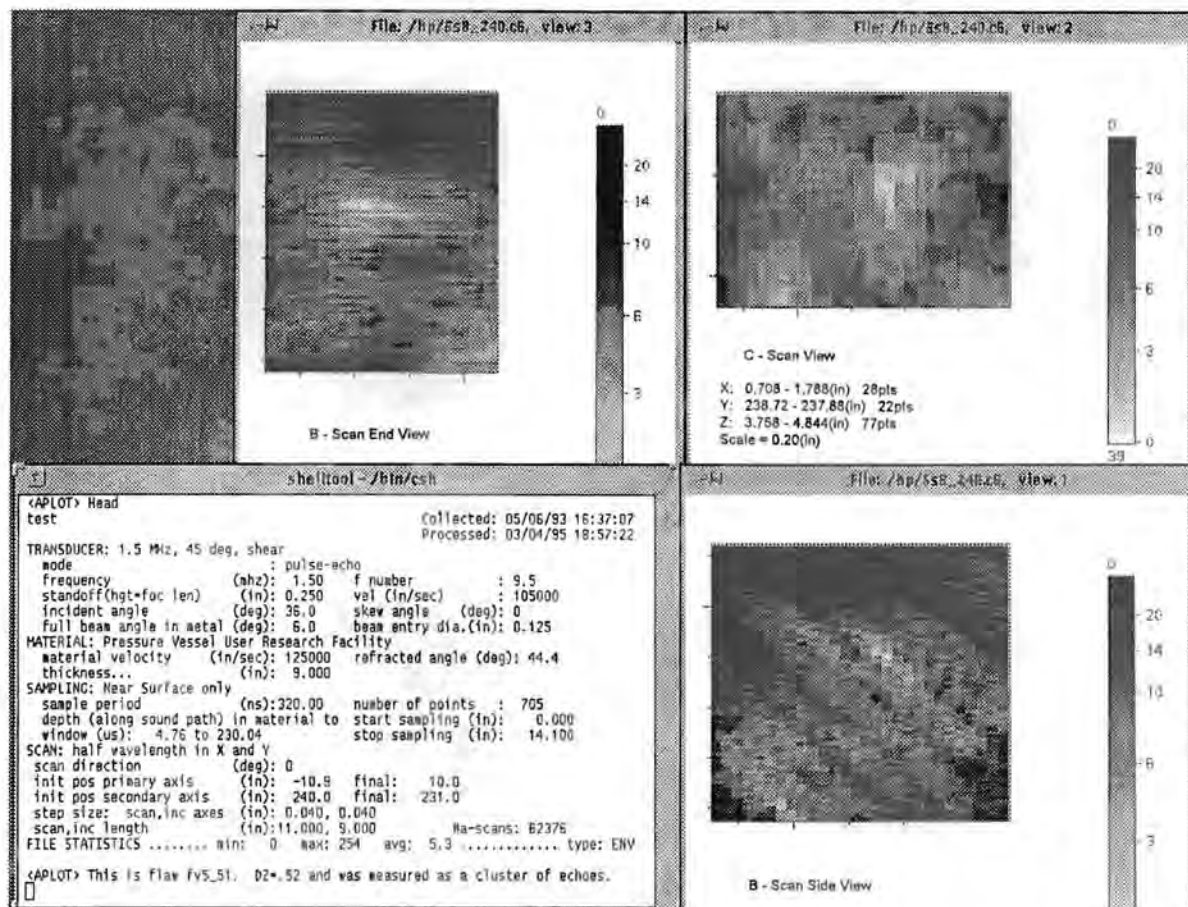 File: /hp/5s8_240.c6, view:3
0
20
14
10
6
3
B - Scan End View
File: /hp/5s8_240.c6, view:2
0
20
14
10
6
3
0
39
C - Scan View
X: 0.708 - 1.788(in) 28pts
Y: 238.72 - 237.88(in) 22pts
Z: 3.758 - 4.844(in) 77pts
Scale = 0.20(in)
shelltool - /bin/csh
<APLOT> Head
test Collected: 05/06/93 16:37:07
Processed: 03/04/95 18:57:22
TRANSDUCER: 1.5 MHz, 45 deg, shear
mode : pulse-echo
frequency (mhz): 1.50 f number : 9.5
standoff(hgt=foc len) (in): 0.250 vel (in/sec) : 105000
incident angle (deg): 36.0 skew angle (deg): 0
full beam angle in metal (deg): 6.0 beam entry dia.(in): 0.125
MATERIAL: Pressure Vessel User Research Facility
material velocity (in/sec): 125000 refracted angle (deg): 44.4
thickness... (in): 9.000
SAMPLING: Near Surface only
sample period (ns):320.00 number of points : 705
depth (along sound path) in material to start sampling (in): 0.000
window (us): 4.76 to 230.04 stop sampling (in): 14.100
SCAN: half wavelength in X and Y
scan direction (deg): 0
init pos primary axis (in): -10.9 final: 10.0
init pos secondary axis (in): 240.0 final: 231.0
step size: scan,inc axes (in): 0.040, 0.040
scan,inc length (in):11.000, 9.000 Na-scans: 62376
FILE STATISTICS ........ min: 0 max: 254 avg: 5.3 ............ type: ENV
<APLOT> This is flaw fv5_51. D2=.52 and was measured as a cluster of echoes.
File: /hp/5s8_240.c6, view:1
0
20
14
10
6
3
B - Scan Side View